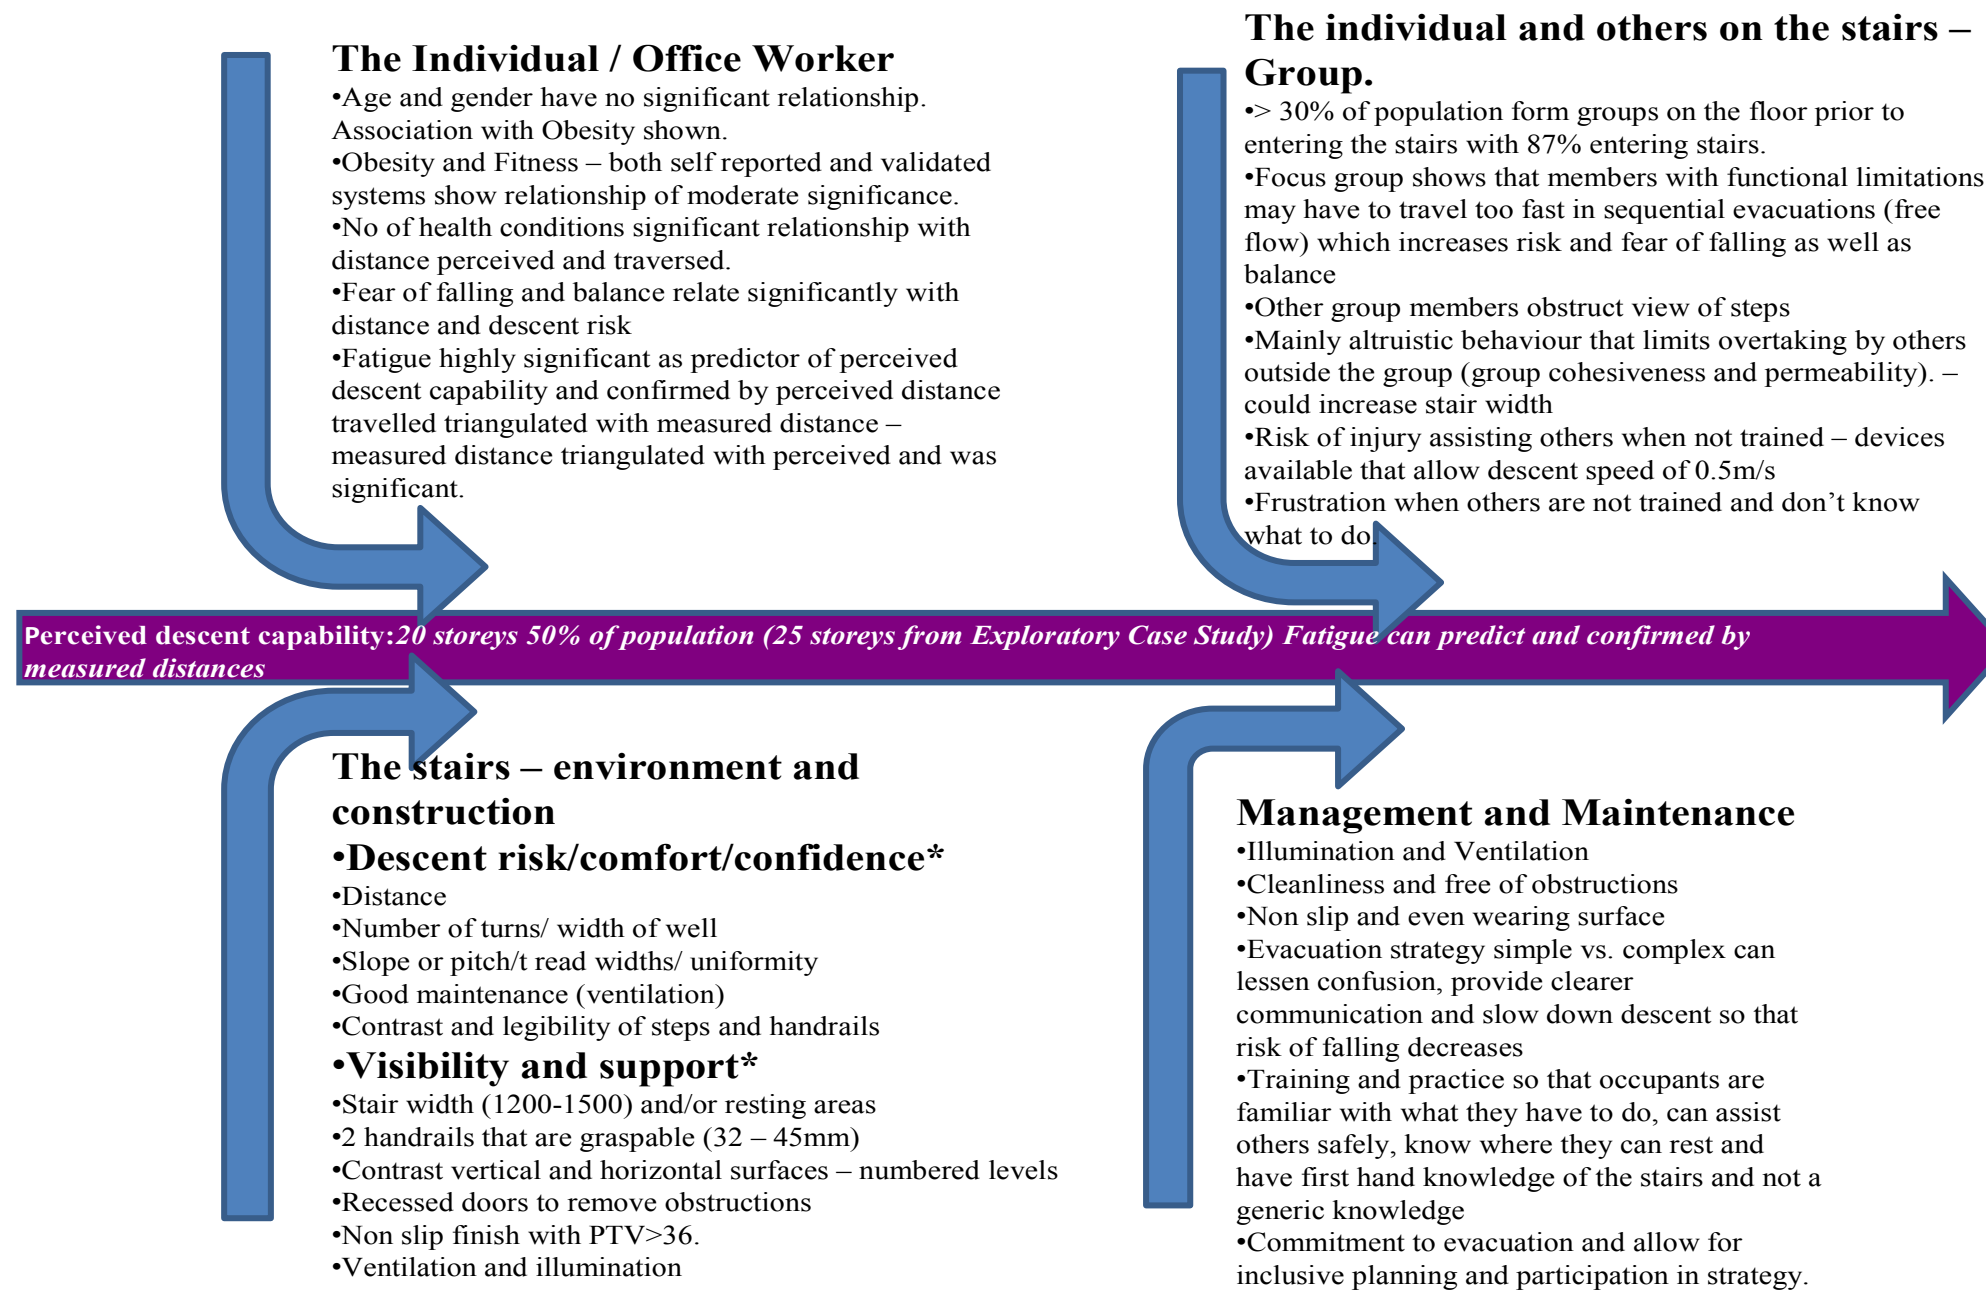 The Individual / Office Worker
•Age and gender have no significant relationship.
Association with Obesity shown.
•Obesity and Fitness – both self reported and validated
systems show relationship of moderate significance.
•No of health conditions significant relationship with
distance perceived and traversed.
•Fear of falling and balance relate significantly with
distance and descent risk
•Fatigue highly significant as predictor of perceived
descent capability and confirmed by perceived distance
travelled triangulated with measured distance –
measured distance triangulated with perceived and was
significant.
The individual and others on the stairs –
Group.
•> 30% of population form groups on the floor prior to
entering the stairs with 87% entering stairs.
•Focus group shows that members with functional limitations
may have to travel too fast in sequential evacuations (free
flow) which increases risk and fear of falling as well as
balance
•Other group members obstruct view of steps
•Mainly altruistic behaviour that limits overtaking by others
outside the group (group cohesiveness and permeability). –
could increase stair width
•Risk of injury assisting others when not trained – devices
available that allow descent speed of 0.5m/s
•Frustration when others are not trained and don’t know
what to do.
Perceived descent capability:20 storeys 50% of population (25 storeys from Exploratory Case Study) Fatigue can predict and confirmed by
measured distances
The stairs – environment and
construction
•Descent risk/comfort/confidence*
•Distance
•Number of turns/ width of well
•Slope or pitch/t read widths/ uniformity
•Good maintenance (ventilation)
•Contrast and legibility of steps and handrails
•Visibility and support*
•Stair width (1200-1500) and/or resting areas
•2 handrails that are graspable (32 – 45mm)
•Contrast vertical and horizontal surfaces – numbered levels
•Recessed doors to remove obstructions
•Non slip finish with PTV>36.
•Ventilation and illumination
Management and Maintenance
•Illumination and Ventilation
•Cleanliness and free of obstructions
•Non slip and even wearing surface
•Evacuation strategy simple vs. complex can
lessen confusion, provide clearer
communication and slow down descent so that
risk of falling decreases
•Training and practice so that occupants are
familiar with what they have to do, can assist
others safely, know where they can rest and
have first hand knowledge of the stairs and not a
generic knowledge
•Commitment to evacuation and allow for
inclusive planning and participation in strategy.